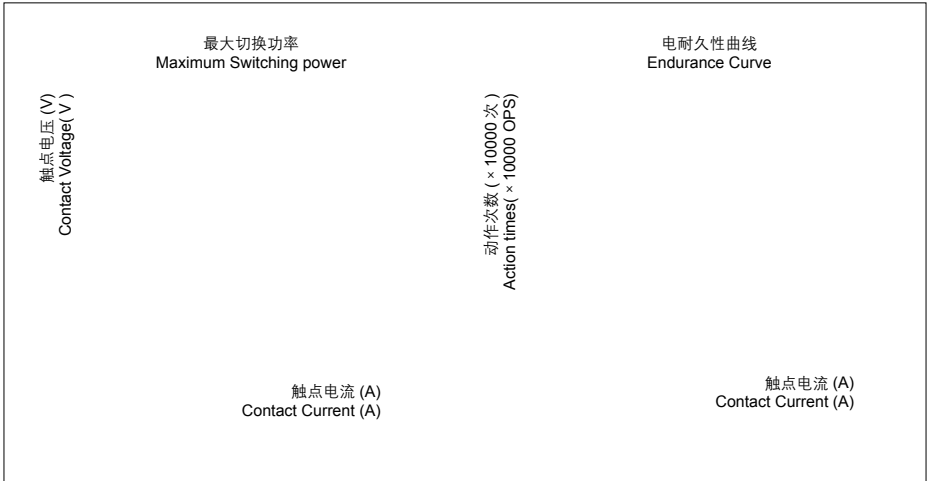 最大切换功率
Maximum Switching power
触点电压 (V)
Contact Voltage( V )
触点电流 (A)
Contact Current (A)
电耐久性曲线
Endurance Curve
动作次数 ( × 10000 次 )
Action times( × 10000 OPS)
触点电流 (A)
Contact Current (A)